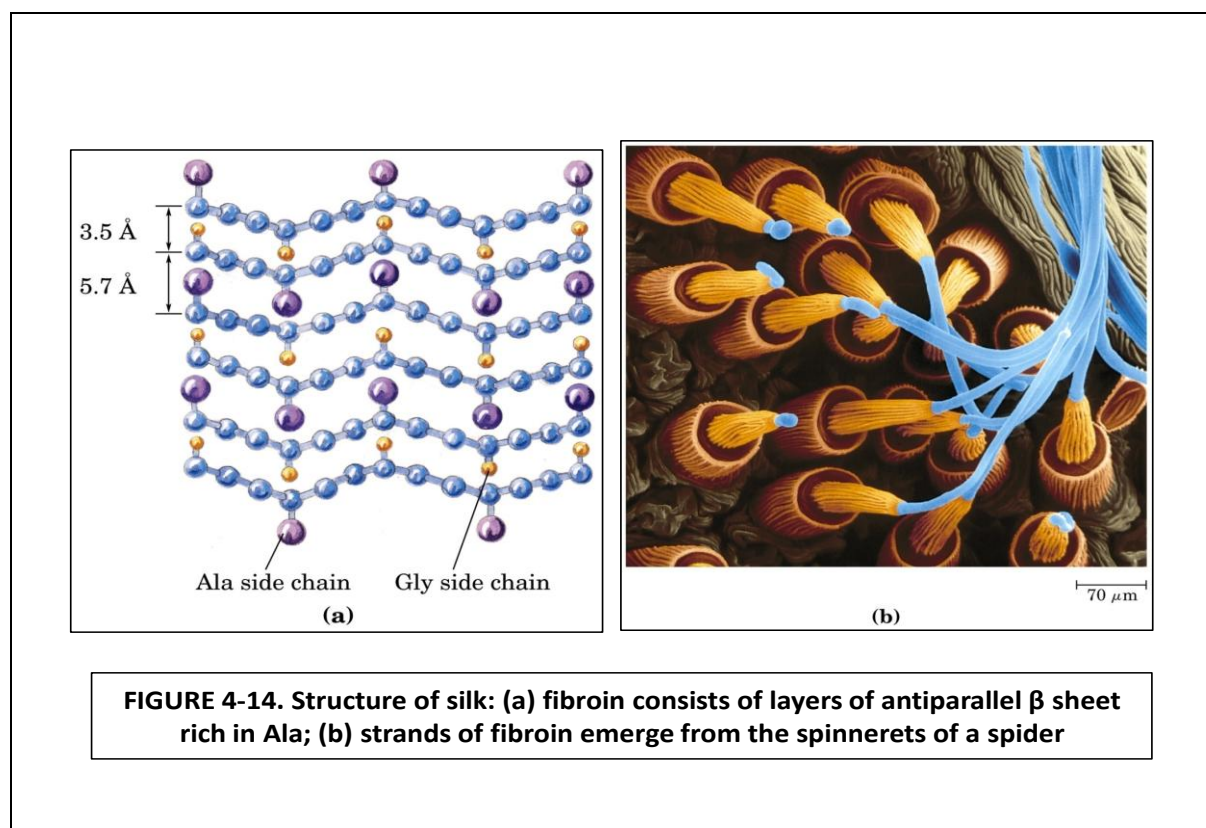 3.5 Å
5.7 Å
Ala side chain
Gly side chain
(a)
70 μm
(b)
FIGURE 4-14. Structure of silk: (a) fibroin consists of layers of antiparallel β sheet
rich in Ala; (b) strands of fibroin emerge from the spinnerets of a spider